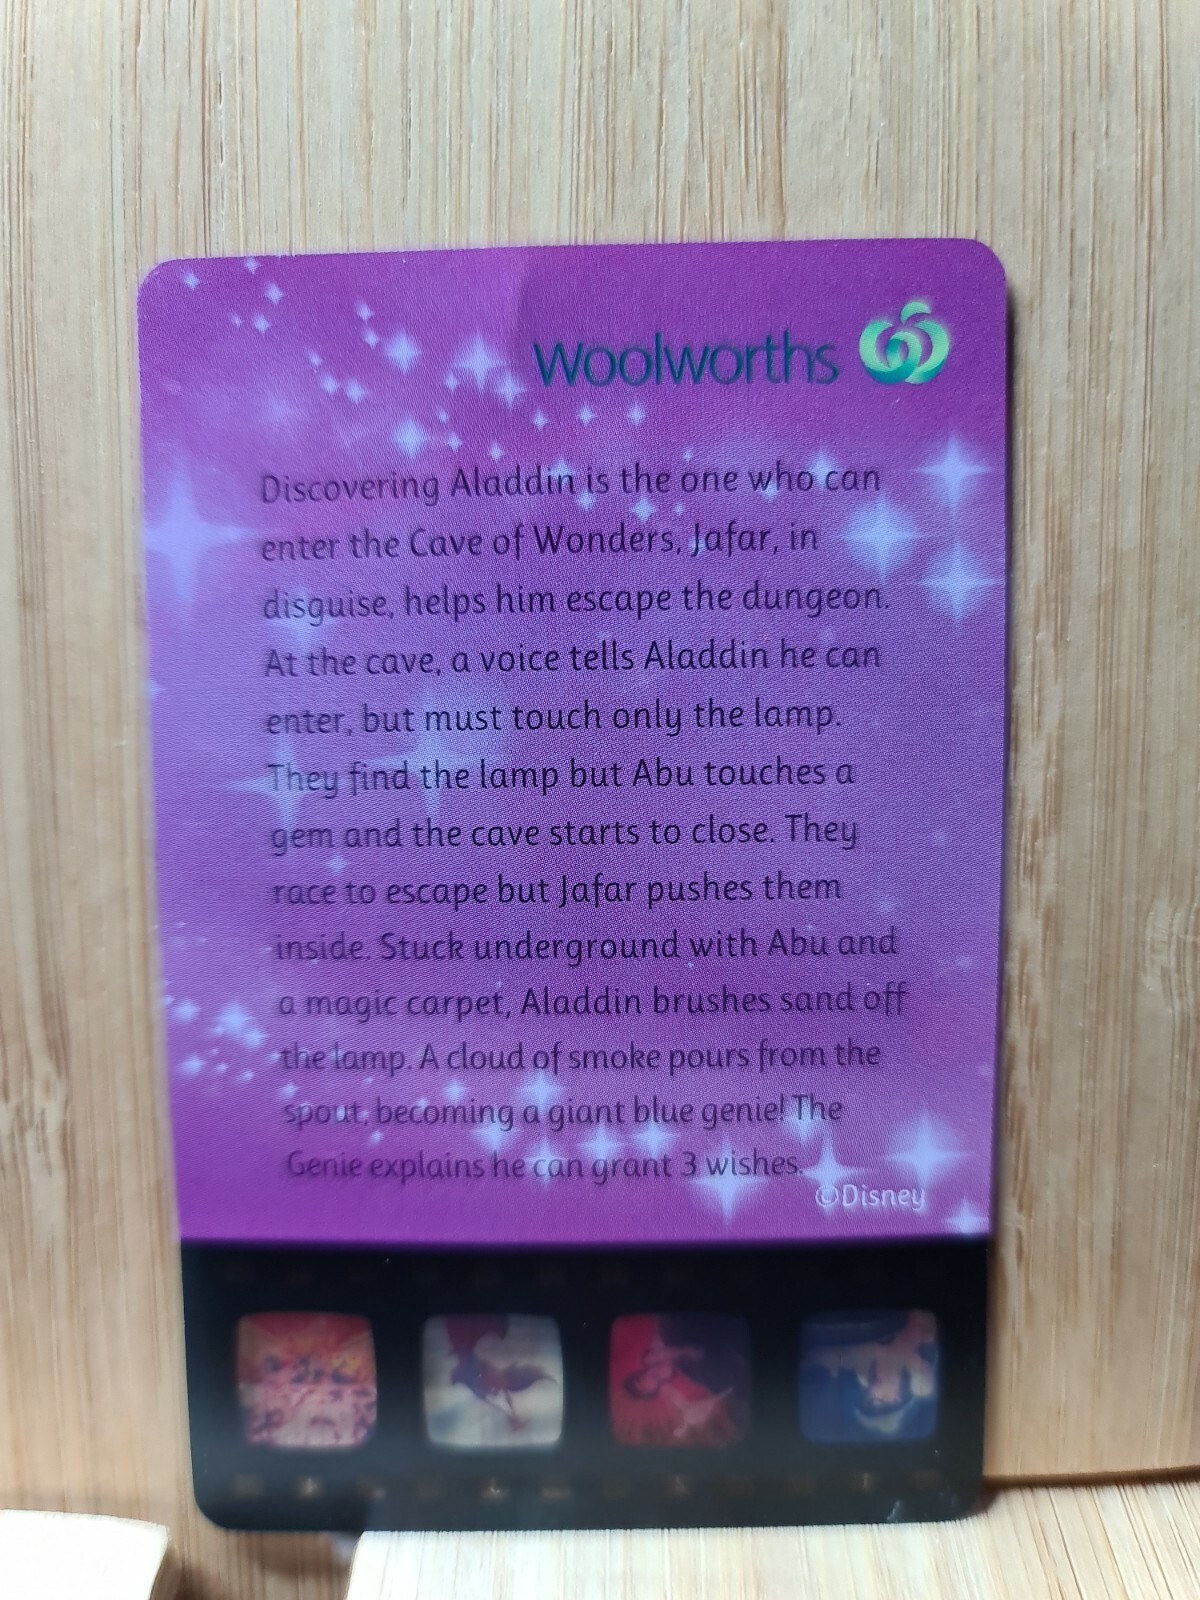 Woolworths
Discovering Aladdin is the one who can
enter the Cave of Wonders, Jafar, in
disguise, helps him escape the dungeon.
At the cave, a voice tells Aladdin he can
enter, but must touch only the lamp.
They find the lamp but Abu touches a
gem and the cave starts to close. They
race to escape but Jafar pushes them
inside. Stuck underground with Abu and
a magic carpet, Aladdin brushes sand off
the lamp. A cloud of smoke pours from the
spout, becoming a giant blue genie! The
Genie explains he can grant 3 wishes.
©Disney